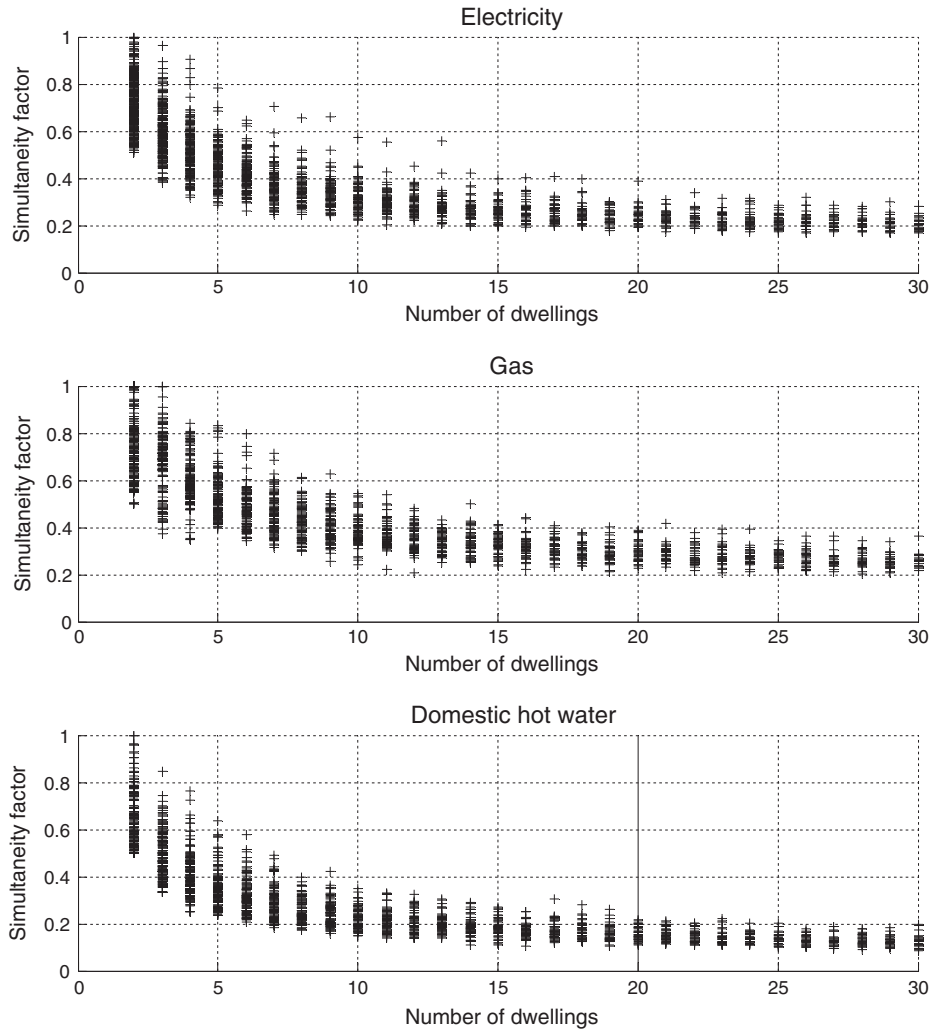 Electricity
1
0.8
0.6
0.4
0.2
0
Simultaneity factor
0 5 10 15 20 25 30
Number of dwellings
Gas
1
0.8
0.6
0.4
0.2
0
Simultaneity factor
0 5 10 15 20 25 30
Number of dwellings
Domestic hot water
1
0.8
0.6
0.4
0.2
0
Simultaneity factor
0 5 10 15 20 25 30
Number of dwellings